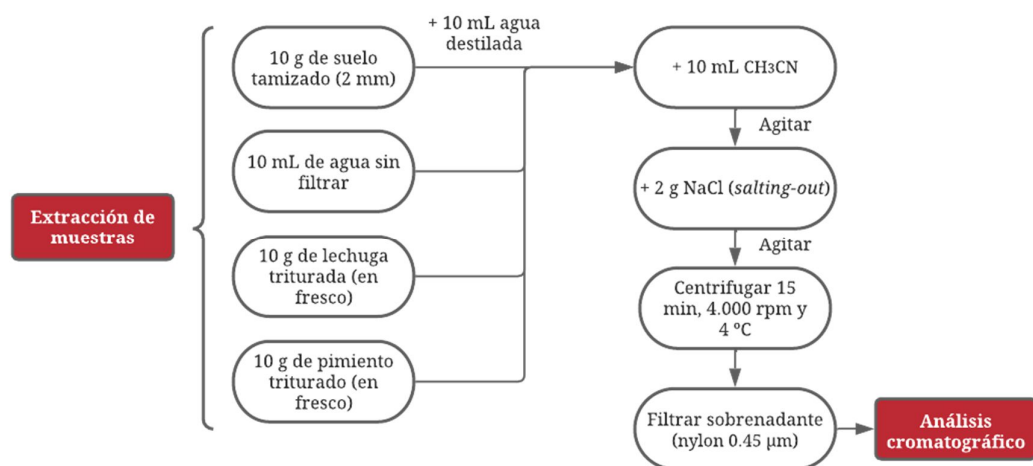 Extracción de
muestras
10 g de suelo
tamizado (2 mm)
10 mL de agua sin
filtrar
10 g de lechuga
triturada (en
fresco)
10 g de pimiento
triturado (en
fresco)
+ 10 mL agua
destilada
+ 10 mL CH₃CN
Agitar
+ 2 g NaCl (salting-out)
Agitar
Centrifugar 15
min, 4.000 rpm y
4 ºC
Filtrar sobrenadante
(nylon 0.45 µm)
Análisis
cromatográfico